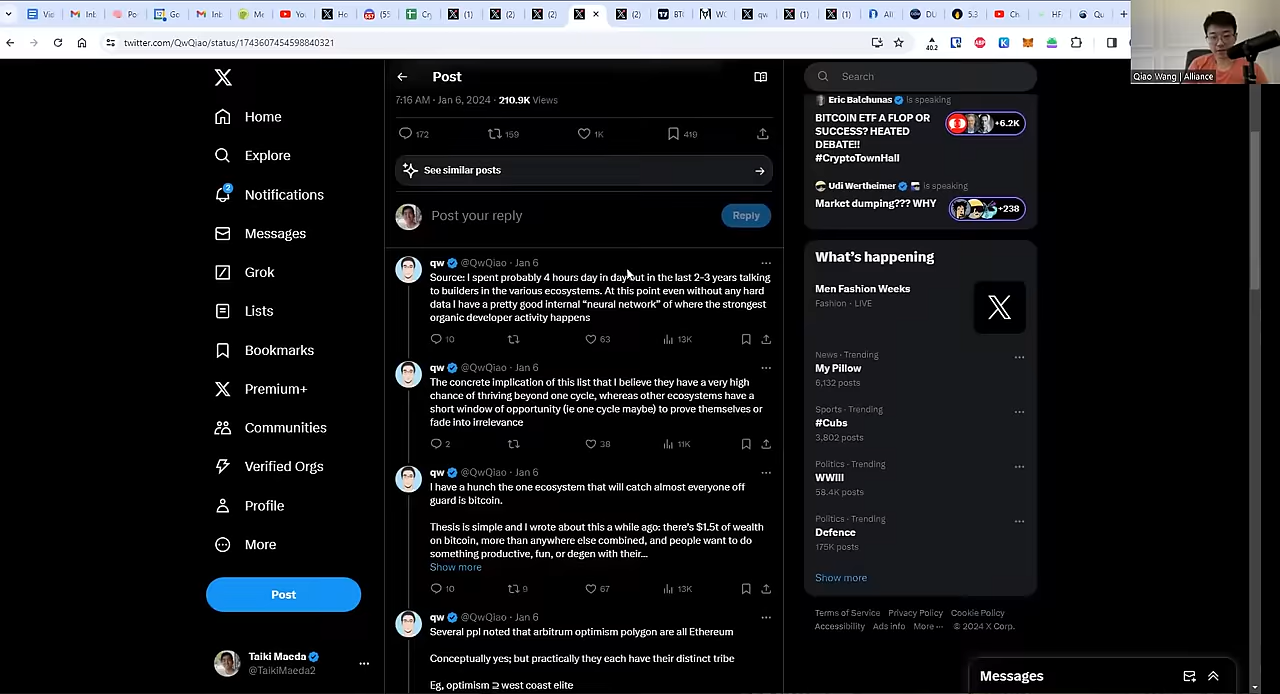 twitter.com/QwQiao/status/1743607454598840321
40.2
Qiao Wang | Alliance
Post
Search
7:16 AM · Jan 6, 2024 · 210.9K Views
172
159
1K
419
See similar posts
Post your reply
Reply
Home
Explore
2
Notifications
Messages
Grok
Lists
Bookmarks
Premium+
Communities
Verified Orgs
Profile
More
Post
Taiki Maeda
@TaikiMaeda2
qw @QwQiao · Jan 6
Source: I spent probably 4 hours day in day out in the last 2-3 years talking
to builders in the various ecosystems. At this point even without any hard
data I have a pretty good internal “neural network” of where the strongest
organic developer activity happens
10
63
13K
qw @QwQiao · Jan 6
The concrete implication of this list that I believe they have a very high
chance of thriving beyond one cycle, whereas other ecosystems have a
short window of opportunity (ie one cycle maybe) to prove themselves or
fade into irrelevance
2
38
11K
qw @QwQiao · Jan 6
I have a hunch the one ecosystem that will catch almost everyone off
guard is bitcoin.
Thesis is simple and I wrote about this a while ago: there’s $1.5t of wealth
on bitcoin, more than anywhere else combined, and people want to do
something productive, fun, or degen with their...
Show more
10
9
67
13K
qw @QwQiao · Jan 6
Several ppl noted that arbitrum optimism polygon are all Ethereum
Conceptually yes; but practically they each have their distinct tribe
Eg, optimism ⊇ west coast elite
Eric Balchunas is speaking
BITCOIN ETF A FLOP OR
SUCCESS? HEATED
DEBATE!!
#CryptoTownHall
+6.2K
Udi Wertheimer is speaking
Market dumping??? WHY
+238
What’s happening
Men Fashion Weeks
Fashion · LIVE
News · Trending
My Pillow
6,132 posts
Sports · Trending
#Cubs
3,802 posts
Politics · Trending
WWIII
58.4K posts
Politics · Trending
Defence
175K posts
Show more
Terms of Service Privacy Policy Cookie Policy
Accessibility Ads info More ··· © 2024 X Corp.
Messages